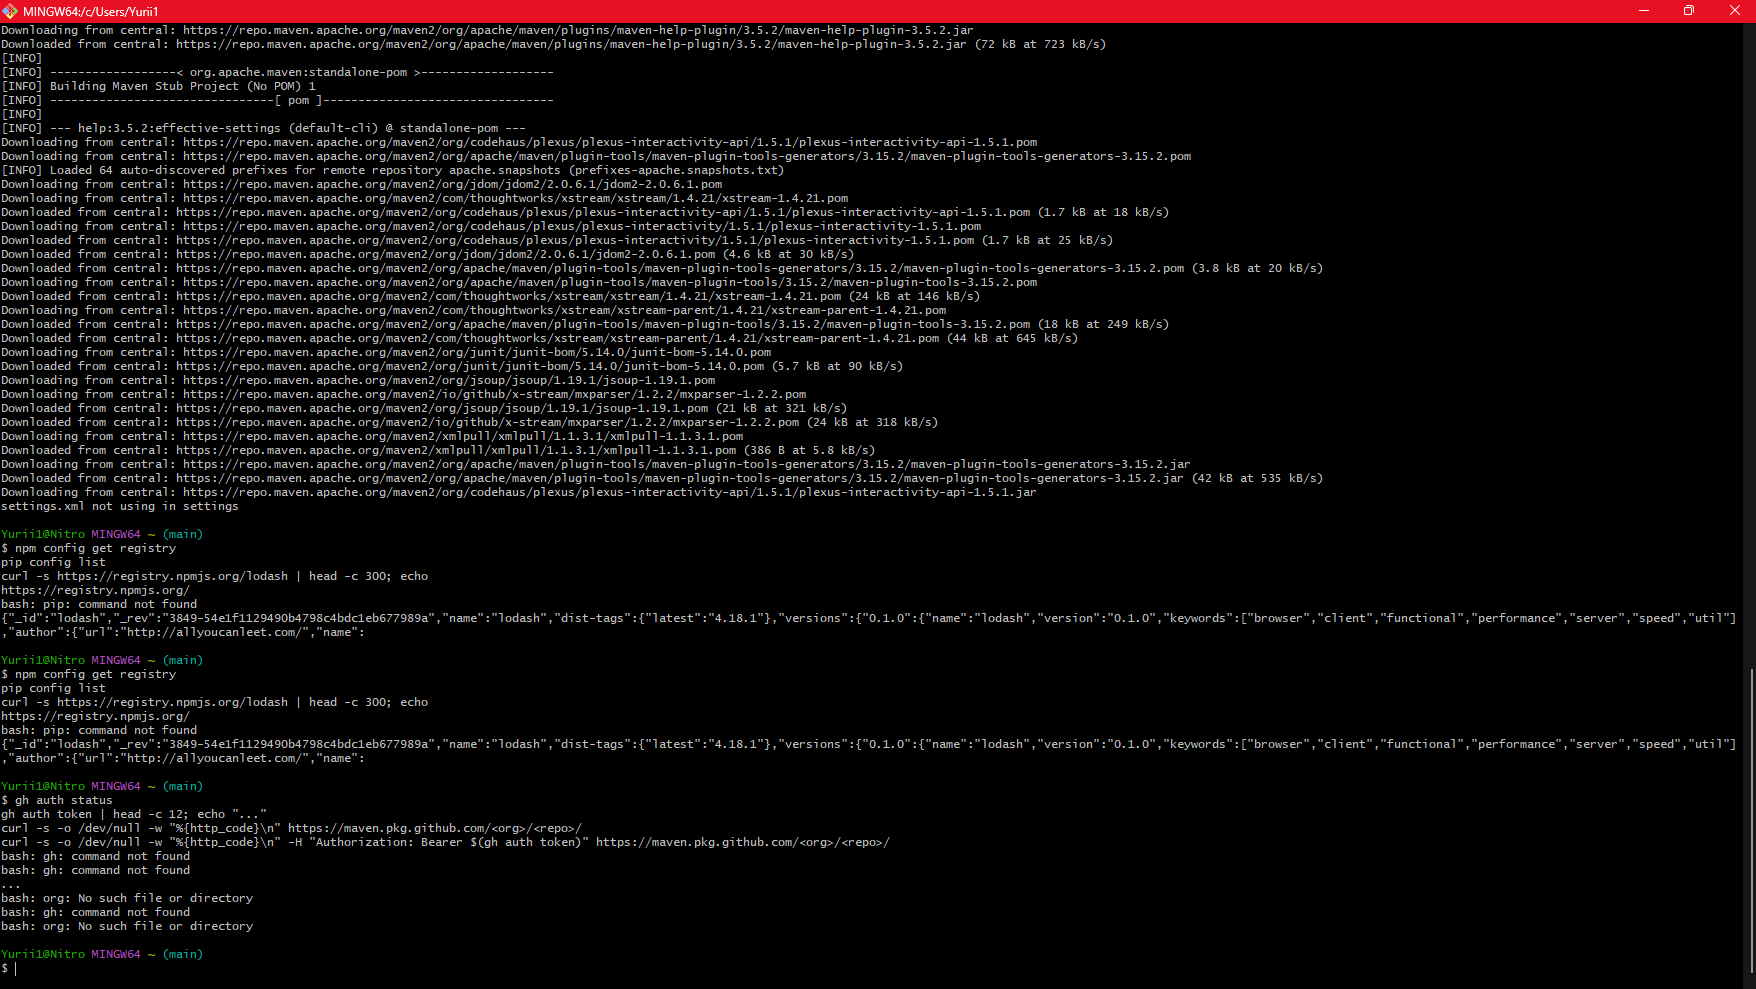 MINGW64:/c/Users/Yurii1
Downloading from central: https://repo.maven.apache.org/maven2/org/apache/maven/plugins/maven-help-plugin/3.5.2/maven-help-plugin-3.5.2.jar
Downloaded from central: https://repo.maven.apache.org/maven2/org/apache/maven/plugins/maven-help-plugin/3.5.2/maven-help-plugin-3.5.2.jar (72 kB at 723 kB/s)
[INFO]
[INFO] ------------------< org.apache.maven:standalone-pom >-------------------
[INFO] Building Maven Stub Project (No POM) 1
[INFO] --------------------------------[ pom ]---------------------------------
[INFO]
[INFO] --- help:3.5.2:effective-settings (default-cli) @ standalone-pom ---
Downloading from central: https://repo.maven.apache.org/maven2/org/codehaus/plexus/plexus-interactivity-api/1.5.1/plexus-interactivity-api-1.5.1.pom
Downloading from central: https://repo.maven.apache.org/maven2/org/apache/maven/plugin-tools/maven-plugin-tools-generators/3.15.2/maven-plugin-tools-generators-3.15.2.pom
[INFO] Loaded 64 auto-discovered prefixes for remote repository apache.snapshots (prefixes-apache.snapshots.txt)
Downloading from central: https://repo.maven.apache.org/maven2/org/jdom/jdom2/2.0.6.1/jdom2-2.0.6.1.pom
Downloading from central: https://repo.maven.apache.org/maven2/com/thoughtworks/xstream/xstream/1.4.21/xstream-1.4.21.pom
Downloaded from central: https://repo.maven.apache.org/maven2/org/codehaus/plexus/plexus-interactivity-api/1.5.1/plexus-interactivity-api-1.5.1.pom (1.7 kB at 18 kB/s)
Downloading from central: https://repo.maven.apache.org/maven2/org/codehaus/plexus/plexus-interactivity/1.5.1/plexus-interactivity-1.5.1.pom
Downloaded from central: https://repo.maven.apache.org/maven2/org/codehaus/plexus/plexus-interactivity/1.5.1/plexus-interactivity-1.5.1.pom (1.7 kB at 25 kB/s)
Downloaded from central: https://repo.maven.apache.org/maven2/org/jdom/jdom2/2.0.6.1/jdom2-2.0.6.1.pom (4.6 kB at 30 kB/s)
Downloaded from central: https://repo.maven.apache.org/maven2/org/apache/maven/plugin-tools/maven-plugin-tools-generators/3.15.2/maven-plugin-tools-generators-3.15.2.pom (3.8 kB at 20 kB/s)
Downloading from central: https://repo.maven.apache.org/maven2/org/apache/maven/plugin-tools/maven-plugin-tools/3.15.2/maven-plugin-tools-3.15.2.pom
Downloaded from central: https://repo.maven.apache.org/maven2/com/thoughtworks/xstream/xstream/1.4.21/xstream-1.4.21.pom (24 kB at 146 kB/s)
Downloading from central: https://repo.maven.apache.org/maven2/com/thoughtworks/xstream/xstream-parent/1.4.21/xstream-parent-1.4.21.pom
Downloaded from central: https://repo.maven.apache.org/maven2/org/apache/maven/plugin-tools/maven-plugin-tools/3.15.2/maven-plugin-tools-3.15.2.pom (18 kB at 249 kB/s)
Downloaded from central: https://repo.maven.apache.org/maven2/com/thoughtworks/xstream/xstream-parent/1.4.21/xstream-parent-1.4.21.pom (44 kB at 645 kB/s)
Downloading from central: https://repo.maven.apache.org/maven2/org/junit/junit-bom/5.14.0/junit-bom-5.14.0.pom
Downloaded from central: https://repo.maven.apache.org/maven2/org/junit/junit-bom/5.14.0/junit-bom-5.14.0.pom (5.7 kB at 90 kB/s)
Downloading from central: https://repo.maven.apache.org/maven2/org/jsoup/jsoup/1.19.1/jsoup-1.19.1.pom
Downloading from central: https://repo.maven.apache.org/maven2/io/github/x-stream/mxparser/1.2.2/mxparser-1.2.2.pom
Downloaded from central: https://repo.maven.apache.org/maven2/org/jsoup/jsoup/1.19.1/jsoup-1.19.1.pom (21 kB at 321 kB/s)
Downloaded from central: https://repo.maven.apache.org/maven2/io/github/x-stream/mxparser/1.2.2/mxparser-1.2.2.pom (24 kB at 318 kB/s)
Downloading from central: https://repo.maven.apache.org/maven2/xmlpull/xmlpull/1.1.3.1/xmlpull-1.1.3.1.pom
Downloaded from central: https://repo.maven.apache.org/maven2/xmlpull/xmlpull/1.1.3.1/xmlpull-1.1.3.1.pom (386 B at 5.8 kB/s)
Downloading from central: https://repo.maven.apache.org/maven2/org/apache/maven/plugin-tools/maven-plugin-tools-generators/3.15.2/maven-plugin-tools-generators-3.15.2.jar
Downloaded from central: https://repo.maven.apache.org/maven2/org/apache/maven/plugin-tools/maven-plugin-tools-generators/3.15.2/maven-plugin-tools-generators-3.15.2.jar (42 kB at 535 kB/s)
Downloading from central: https://repo.maven.apache.org/maven2/org/codehaus/plexus/plexus-interactivity-api/1.5.1/plexus-interactivity-api-1.5.1.jar
settings.xml not using in settings
Yurii1@Nitro MINGW64 ~ (main)
$ npm config get registry
pip config list
curl -s https://registry.npmjs.org/lodash | head -c 300; echo
https://registry.npmjs.org/
bash: pip: command not found
{"_id":"lodash","_rev":"3849-54e1f1129490b4798c4bdc1eb677989a","name":"lodash","dist-tags":{"latest":"4.18.1"},"versions":{"0.1.0":{"name":"lodash","version":"0.1.0","keywords":["browser","client","functional","performance","server","speed","util"]
,"author":{"url":"http://allyoucanleet.com/","name":
Yurii1@Nitro MINGW64 ~ (main)
$ npm config get registry
pip config list
curl -s https://registry.npmjs.org/lodash | head -c 300; echo
https://registry.npmjs.org/
bash: pip: command not found
{"_id":"lodash","_rev":"3849-54e1f1129490b4798c4bdc1eb677989a","name":"lodash","dist-tags":{"latest":"4.18.1"},"versions":{"0.1.0":{"name":"lodash","version":"0.1.0","keywords":["browser","client","functional","performance","server","speed","util"]
,"author":{"url":"http://allyoucanleet.com/","name":
Yurii1@Nitro MINGW64 ~ (main)
$ gh auth status
gh auth token | head -c 12; echo "..."
curl -s -o /dev/null -w "%{http_code}\n" https://maven.pkg.github.com/<org>/<repo>/
curl -s -o /dev/null -w "%{http_code}\n" -H "Authorization: Bearer $(gh auth token)" https://maven.pkg.github.com/<org>/<repo>/
bash: gh: command not found
bash: gh: command not found
...
bash: org: No such file or directory
bash: gh: command not found
bash: org: No such file or directory
Yurii1@Nitro MINGW64 ~ (main)
$